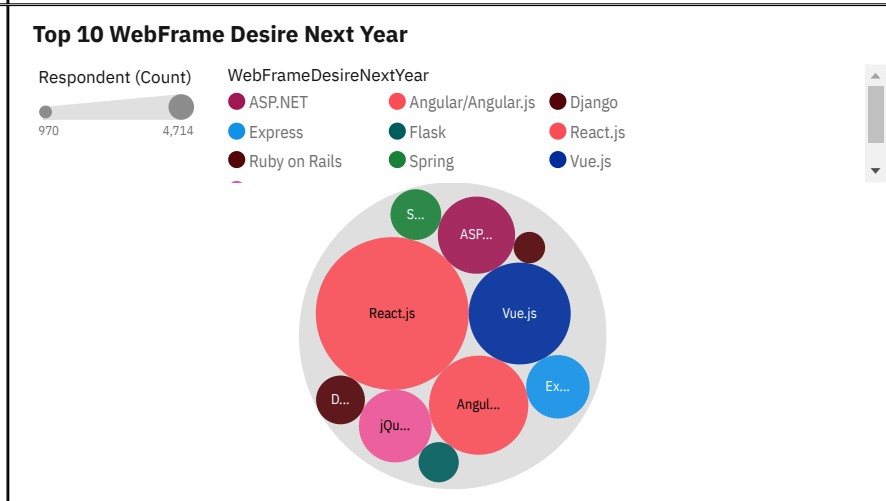 Top 10 WebFrame Desire Next Year
Respondent (Count)
970 4,714
WebFrameDesireNextYear
ASP.NET Angular/Angular.js Django
Express Flask React.js
Ruby on Rails Spring Vue.js
S...
ASP...
React.js
Vue.js
Ex...
D...
Angul...
jQu...